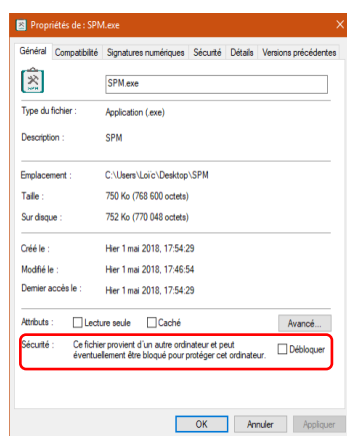 Propriétés de : SPM.exe
Général Compatibilité Signatures numériques Sécurité Détails Versions précédentes
SPM.exe
Type du fichier : Application (.exe)
Description : SPM
Emplacement : C:\Users\Loïc\Desktop\SPM
Taille : 750 Ko (768 600 octets)
Sur disque : 752 Ko (770 048 octets)
Créé le : Hier 1 mai 2018, 17:54:29
Modifié le : Hier 1 mai 2018, 17:46:54
Dernier accès le : Hier 1 mai 2018, 17:54:29
Attributs : Lecture seule Caché Avancé...
Sécurité : Ce fichier provient d'un autre ordinateur et peut
éventuellement être bloqué pour protéger cet ordinateur. Débloquer
OK Annuler Appliquer